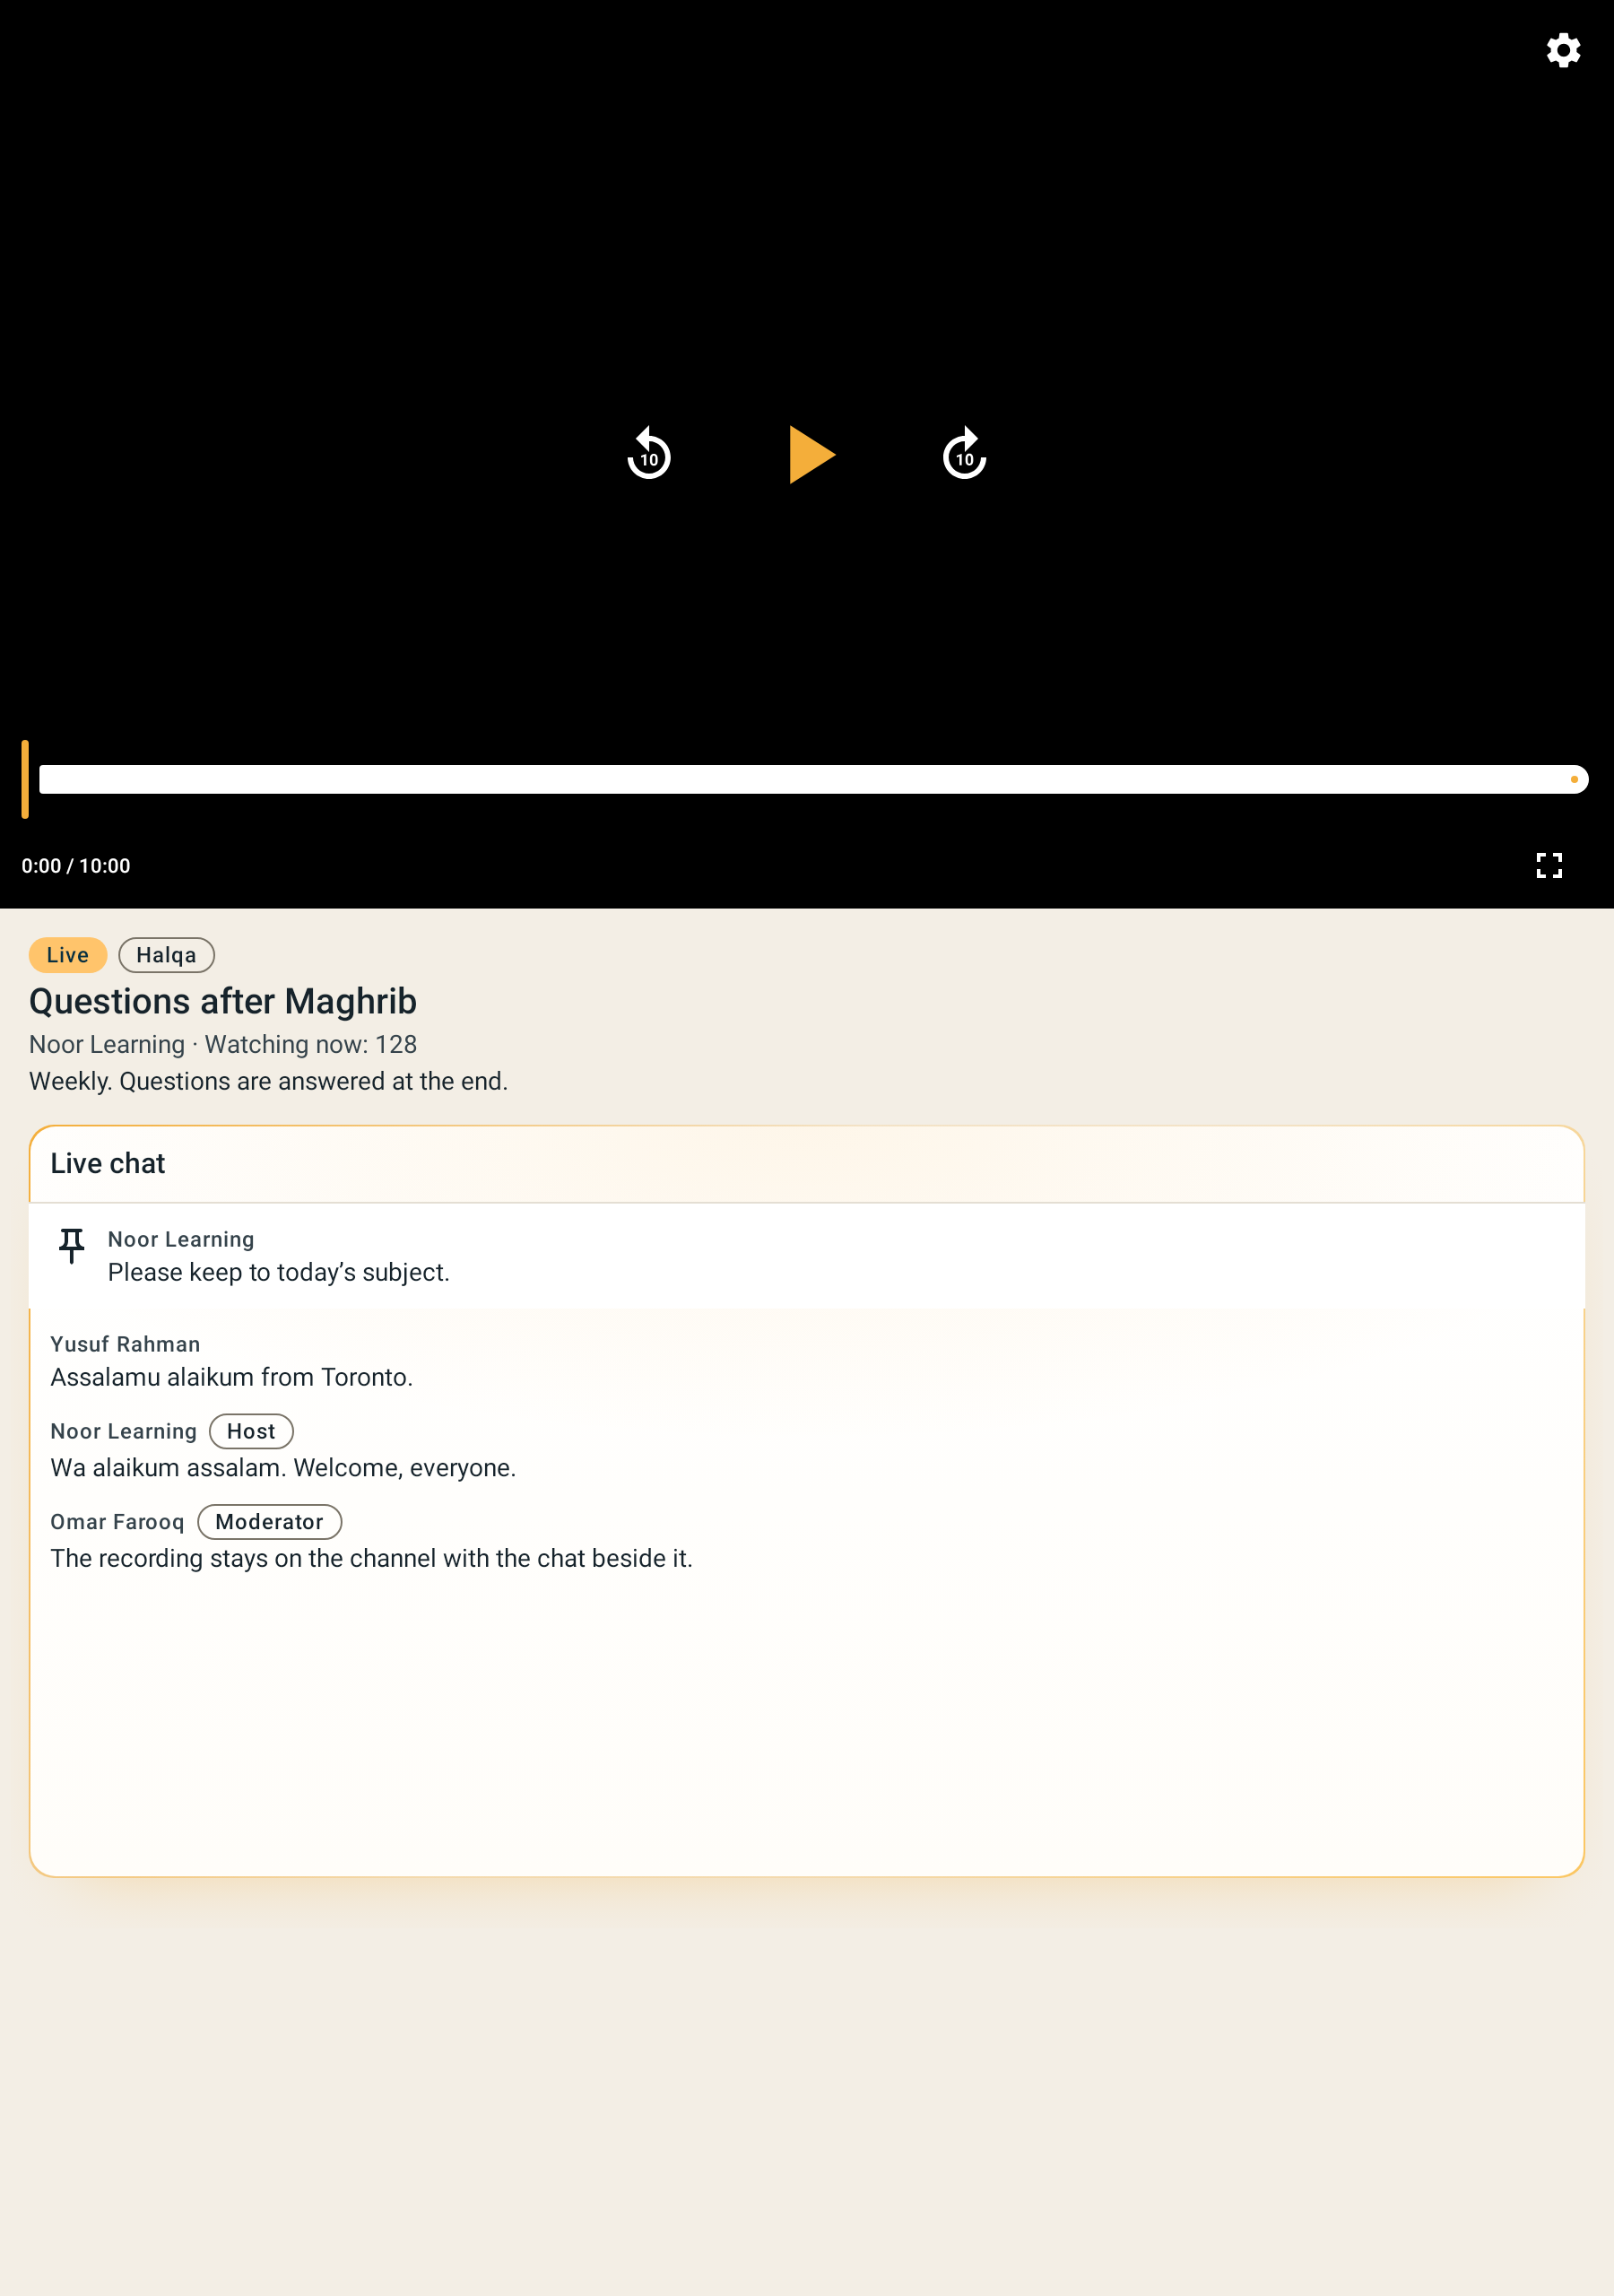 10
10
0:00 / 10:00
Live
Halqa
Questions after Maghrib
Noor Learning · Watching now: 128
Weekly. Questions are answered at the end.
Live chat
Noor Learning
Please keep to today’s subject.
Yusuf Rahman
Assalamu alaikum from Toronto.
Noor Learning Host
Wa alaikum assalam. Welcome, everyone.
Omar Farooq Moderator
The recording stays on the channel with the chat beside it.